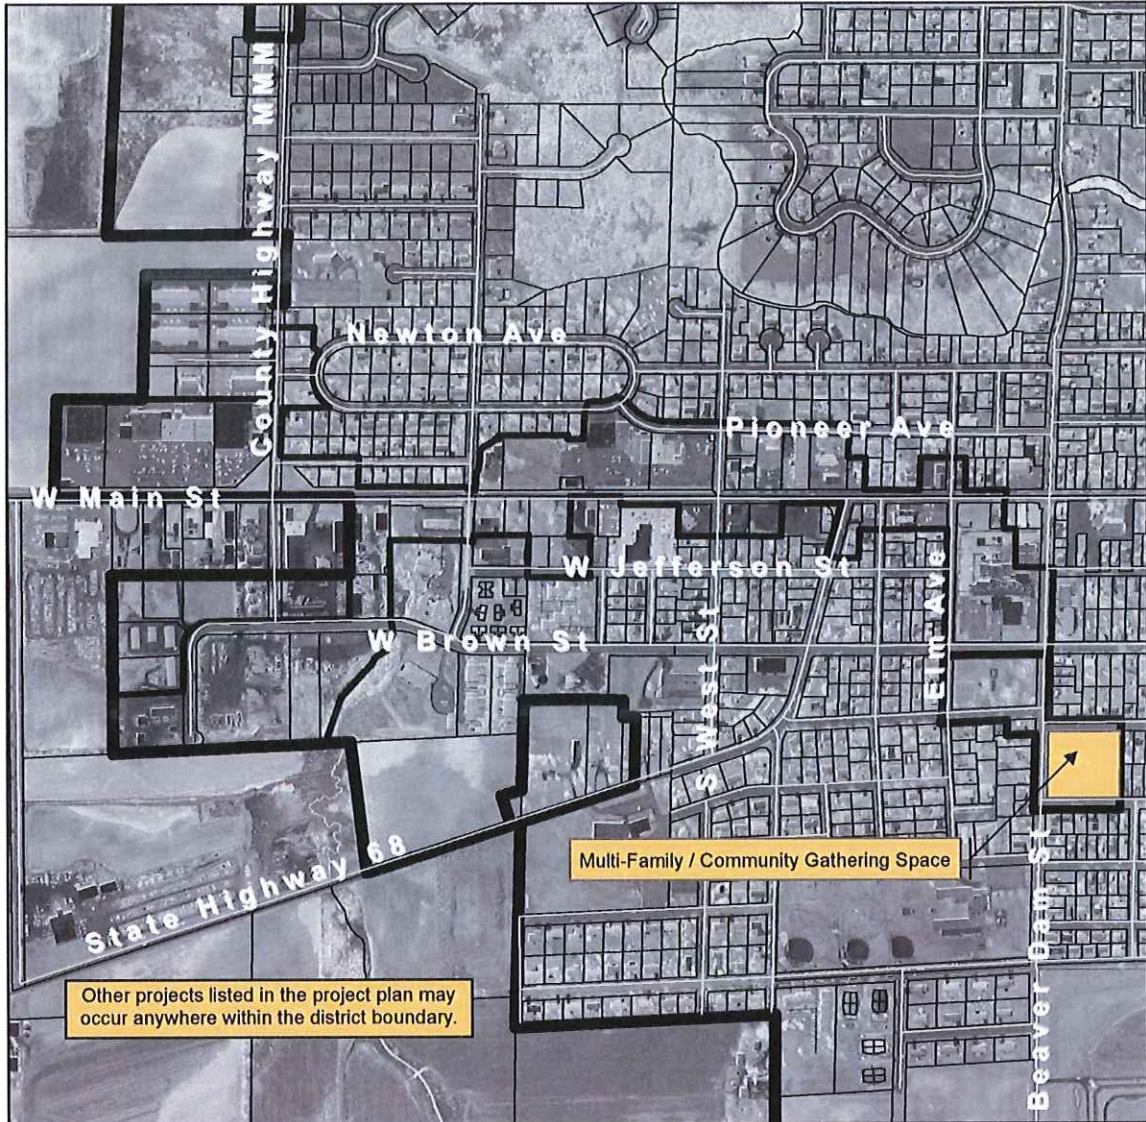 County Highway MMM
Newton Ave
Pioneer Ave
W Main St
W Jefferson St
W Brown St
S West St
Elm Ave
Multi-Family / Community Gathering Space
State Highway 68
Beaver Dam St
Other projects listed in the project plan may
occur anywhere within the district boundary.